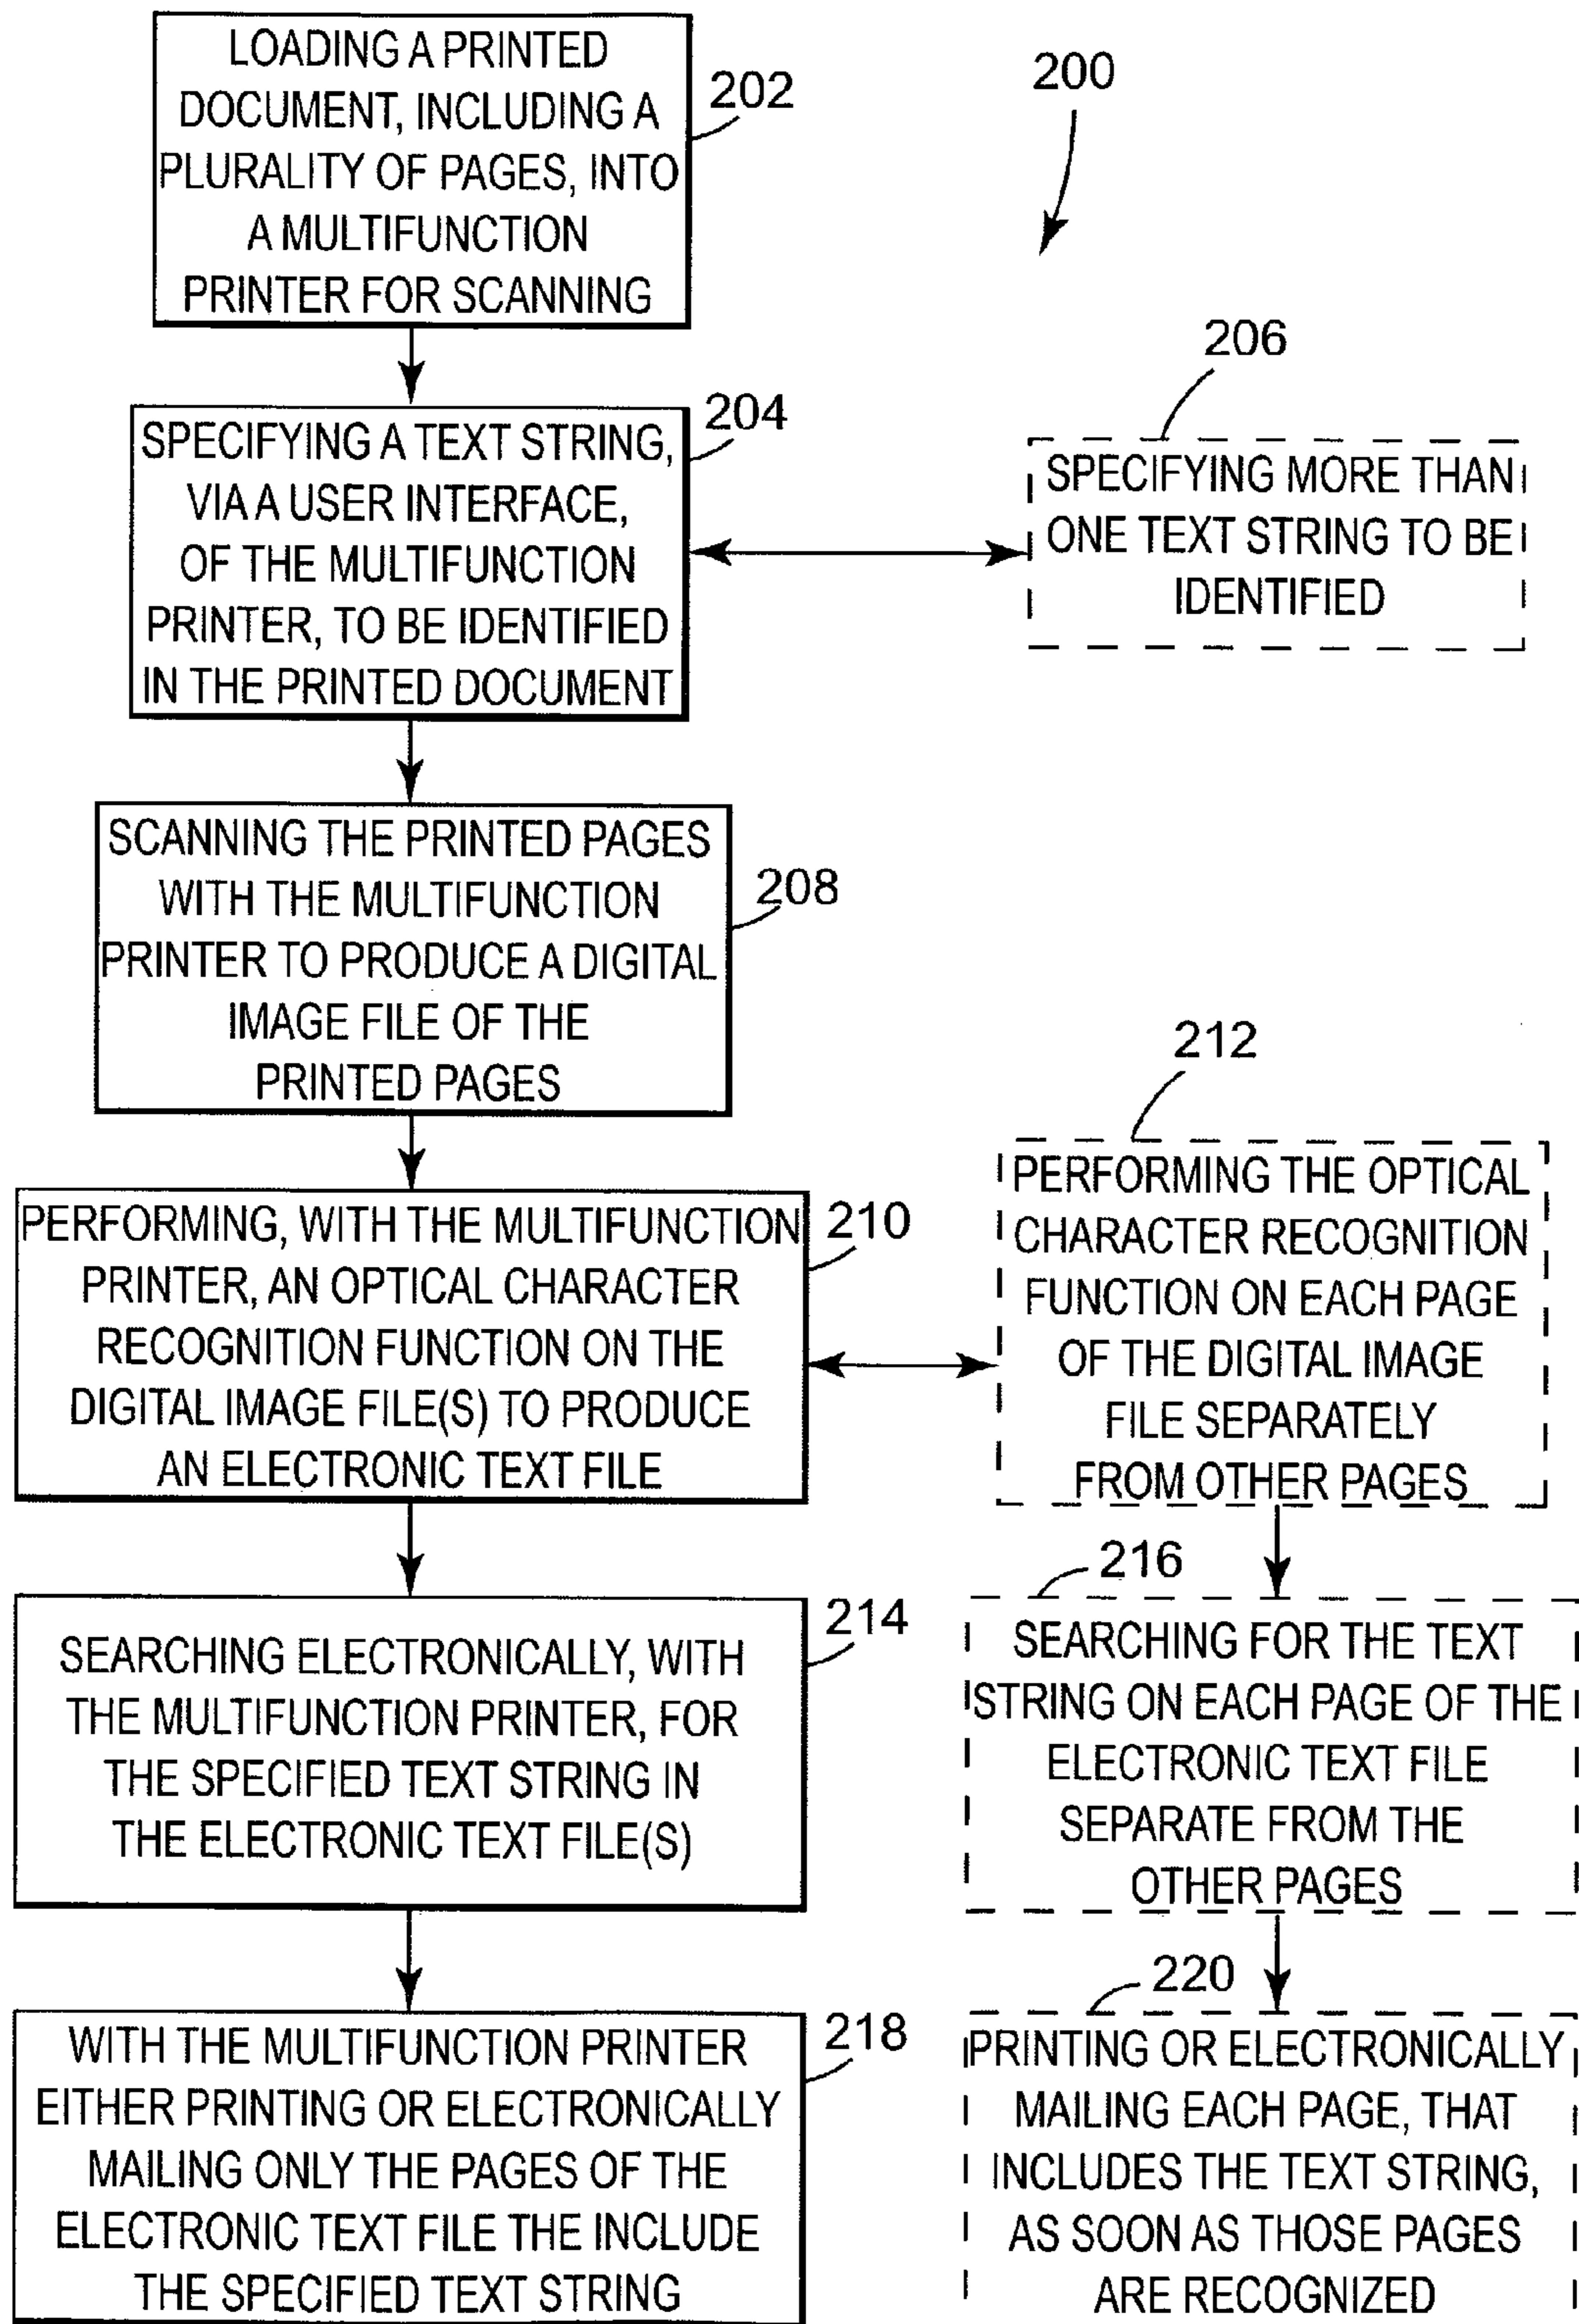 LOADING A PRINTED
DOCUMENT, INCLUDING A
PLURALITY OF PAGES, INTO
A MULTIFUNCTION
PRINTER FOR SCANNING
202
200
204
SPECIFYING A TEXT STRING,
VIA A USER INTERFACE,
OF THE MULTIFUNCTION
PRINTER, TO BE IDENTIFIED
IN THE PRINTED DOCUMENT
206
SPECIFYING MORE THAN
ONE TEXT STRING TO BE
IDENTIFIED
SCANNING THE PRINTED PAGES
WITH THE MULTIFUNCTION
PRINTER TO PRODUCE A DIGITAL
IMAGE FILE OF THE
PRINTED PAGES
208
PERFORMING, WITH THE MULTIFUNCTION
PRINTER, AN OPTICAL CHARACTER
RECOGNITION FUNCTION ON THE
DIGITAL IMAGE FILE(S) TO PRODUCE
AN ELECTRONIC TEXT FILE
210
212
PERFORMING THE OPTICAL
CHARACTER RECOGNITION
FUNCTION ON EACH PAGE
OF THE DIGITAL IMAGE
FILE SEPARATELY
FROM OTHER PAGES
SEARCHING ELECTRONICALLY, WITH
THE MULTIFUNCTION PRINTER, FOR
THE SPECIFIED TEXT STRING IN
THE ELECTRONIC TEXT FILE(S)
214
216
SEARCHING FOR THE TEXT
STRING ON EACH PAGE OF THE
ELECTRONIC TEXT FILE
SEPARATE FROM THE
OTHER PAGES
WITH THE MULTIFUNCTION PRINTER
EITHER PRINTING OR ELECTRONICALLY
MAILING ONLY THE PAGES OF THE
ELECTRONIC TEXT FILE THE INCLUDE
THE SPECIFIED TEXT STRING
218
220
PRINTING OR ELECTRONICALLY
MAILING EACH PAGE, THAT
INCLUDES THE TEXT STRING,
AS SOON AS THOSE PAGES
ARE RECOGNIZED